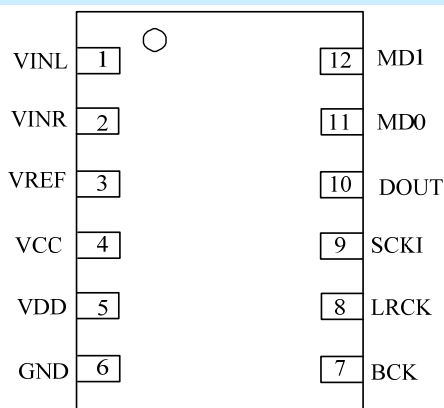 VINL 1 12 MD1
VINR 2 11 MD0
VREF 3 10 DOUT
VCC 4 9 SCKI
VDD 5 8 LRCK
GND 6 7 BCK